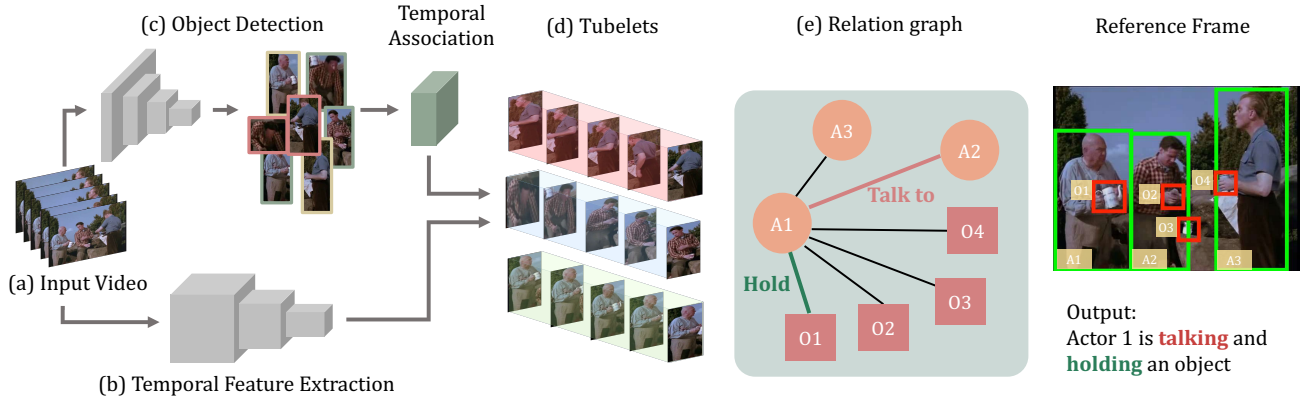 (c) Object Detection
Temporal
Association
(d) Tubelets
(e) Relation graph
Reference Frame
(a) Input Video
(b) Temporal Feature Extraction
A3
A2
Talk to
A1
O4
Hold
O3
O2
O1
O1
O2
O4
O3
A1
A2
A3
Output:
Actor 1 is talking and
holding an object